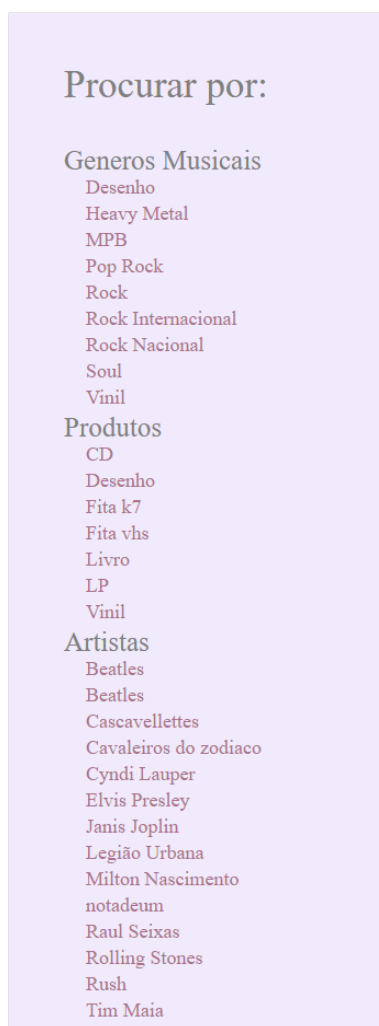 Procurar por:
Generos Musicais
Desenho
Heavy Metal
MPB
Pop Rock
Rock
Rock Internacional
Rock Nacional
Soul
Vinil
Produtos
CD
Desenho
Fita k7
Fita vhs
Livro
LP
Vinil
Artistas
Beatles
Beatles
Cascavellettes
Cavaleiros do zodiaco
Cyndi Lauper
Elvis Presley
Janis Joplin
Legião Urbana
Milton Nascimento
notadeum
Raul Seixas
Rolling Stones
Rush
Tim Maia